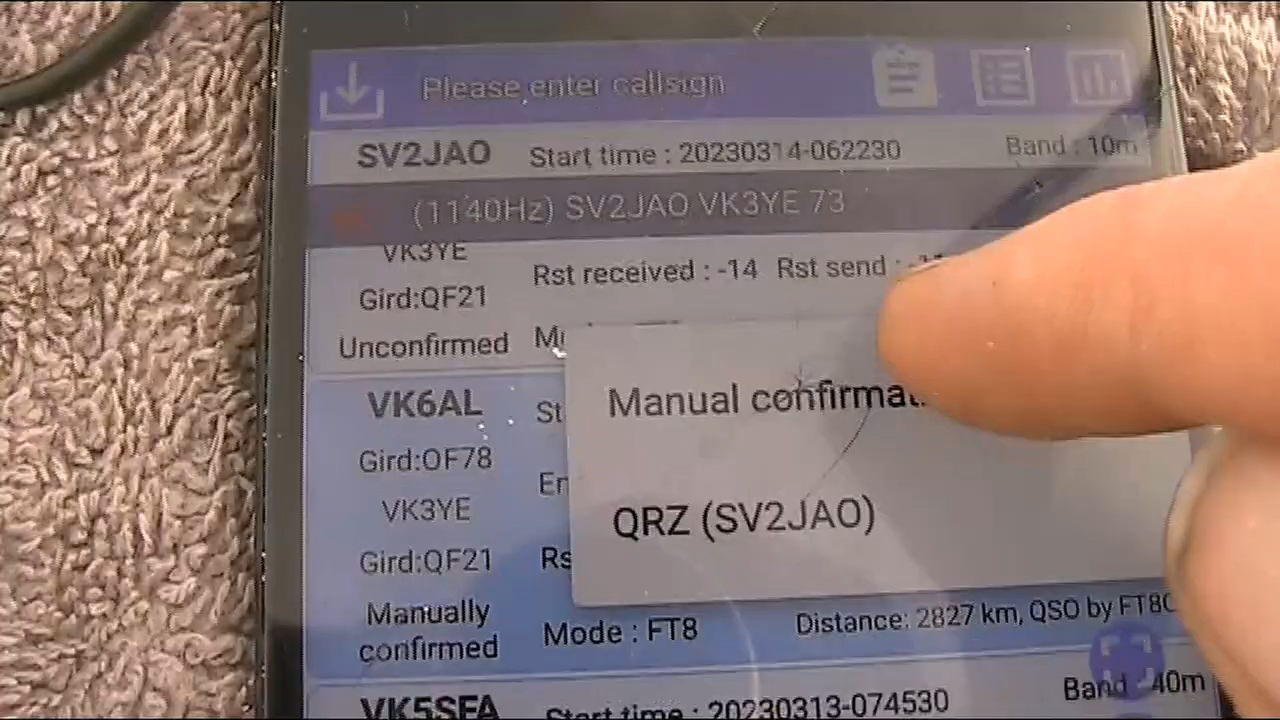 Please enter callsign
SV2JAO Start time : 20230314-062230 Band : 10m
(1140Hz) SV2JAO VK3YE 73
VK3YE
Rst received : -14 Rst send :
Gird:QF21
Unconfirmed
Manual
VK6AL
Gird:OF78
VK3YE
QRZ (SV2JAO)
Gird:QF21
Manually
confirmed
Mode : FT8 Distance: 2827 km, QSO by
VK5SFA Start time : 20230313-074530 Band 40m